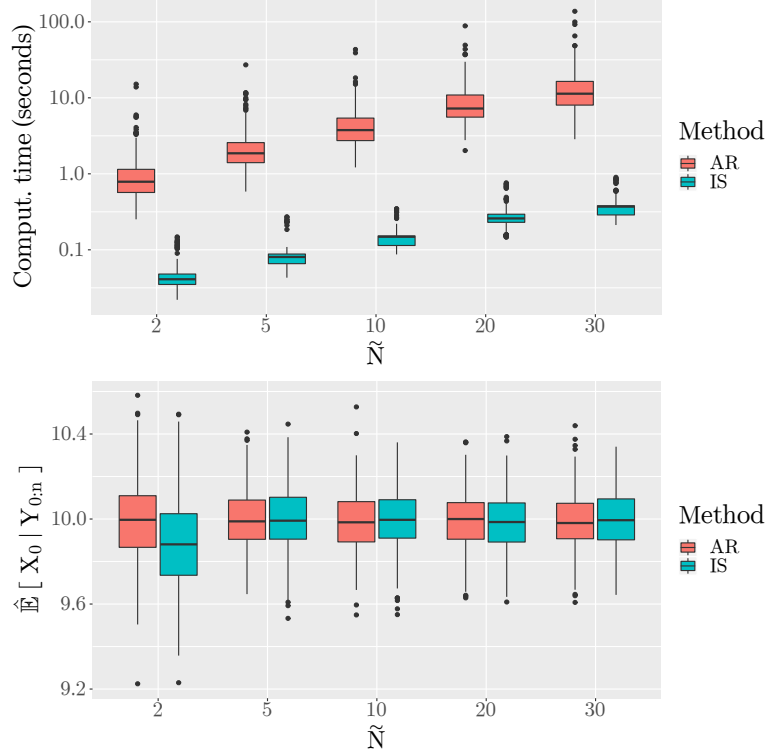 100.0
10.0
1.0
0.1
Comput. time (seconds)
2 5 10 20 30
Ñ
Method
AR
IS
10.4
10.0
9.6
9.2
𝔼̂ [ X₀ | Y₀:ₙ ]
2 5 10 20 30
Ñ
Method
AR
IS